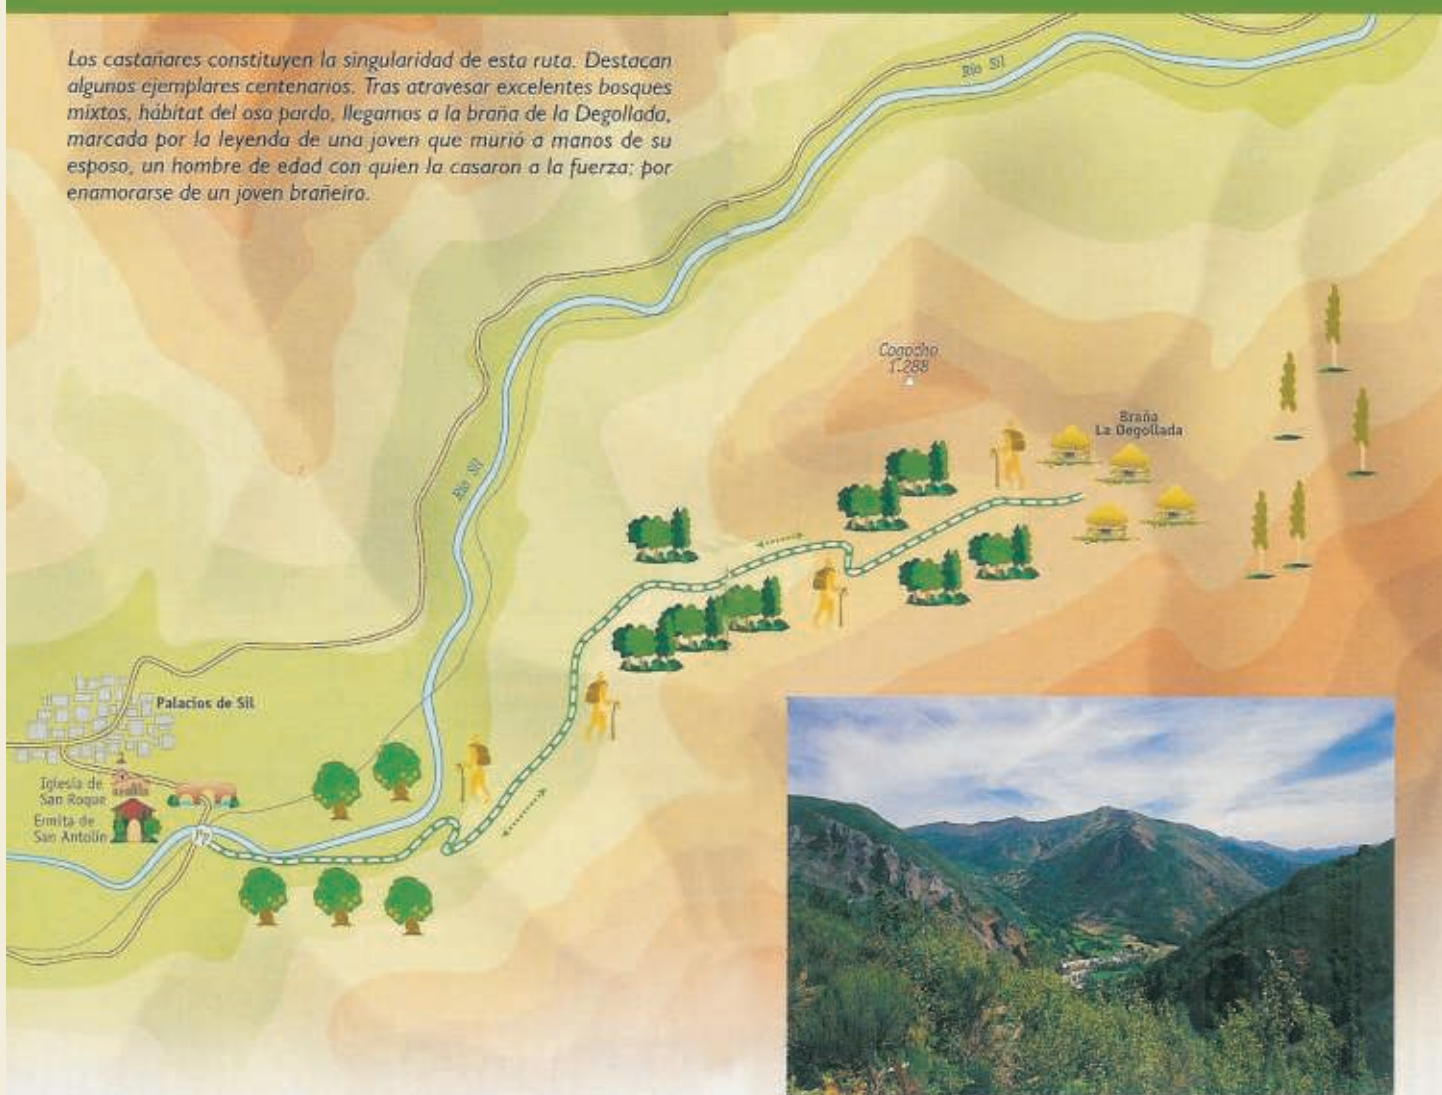 Los castañares constituyen la singularidad de esta ruta. Destacan
algunos ejemplares centenarios. Tras atravesar excelentes bosques
mixtos, hábitat del oso pardo, llegamos a la braña de la Degollada,
marcada por la leyenda de una joven que murió a manos de su
esposo, un hombre de edad con quien la casaron a la fuerza; por
enamorarse de un joven brañeiro.
Río Sil
Cogocho
1.288
Braña
La Degollada
Río Sil
Palacios de Sil
Iglesia de
San Roque
Ermita de
San Antolín